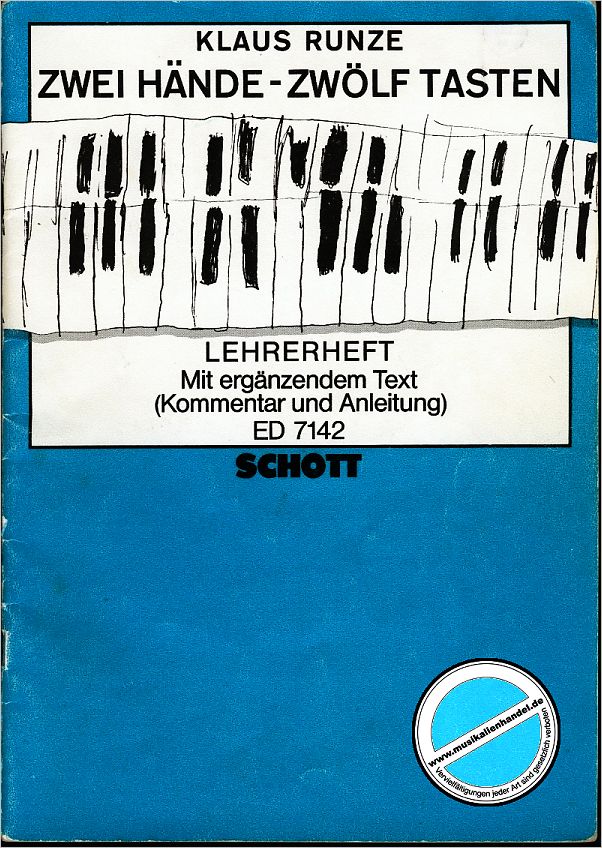 KLAUS RUNZE
ZWEI HÄNDE - ZWÖLF TASTEN
LEHRERHEFT
Mit ergänzendem Text
(Kommentar und Anleitung)
ED 7142
SCHOTT
www.musikalienhandel.de
Vervielfältigungen jeder Art sind gesetzlich verboten